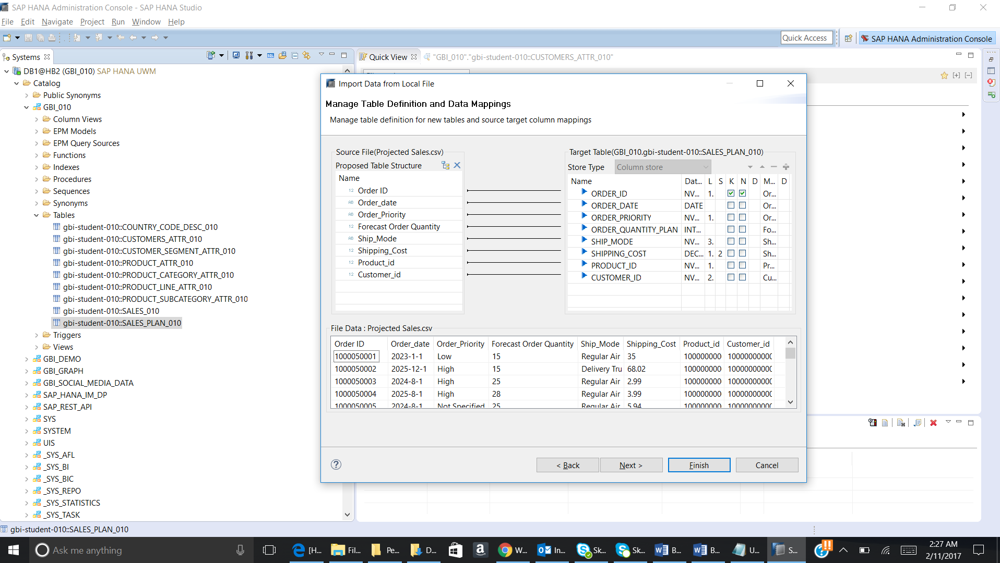 SAP HANA Administration Console - SAP HANA Studio
File Edit Navigate Project Run Window Help
Quick Access
SAP HANA Administration Console
Systems
DB1@HB2 (GBI_010) SAP HANA UWM
Catalog
Public Synonyms
GBI_010
Column Views
EPM Models
EPM Query Sources
Functions
Indexes
Procedures
Sequences
Synonyms
Tables
gbi-student-010::COUNTRY_CODE_DESC_010
gbi-student-010::CUSTOMERS_ATTR_010
gbi-student-010::CUSTOMER_SEGMENT_ATTR_010
gbi-student-010::PRODUCT_ATTR_010
gbi-student-010::PRODUCT_CATEGORY_ATTR_010
gbi-student-010::PRODUCT_LINE_ATTR_010
gbi-student-010::PRODUCT_SUBCATEGORY_ATTR_010
gbi-student-010::SALES_010
gbi-student-010::SALES_PLAN_010
Triggers
Views
GBI_DEMO
GBI_GRAPH
GBI_SOCIAL_MEDIA_DATA
SAP_HANA_IM_DP
SAP_REST_API
SYS
SYSTEM
UIS
_SYS_AFL
_SYS_BI
_SYS_BIC
_SYS_REPO
_SYS_STATISTICS
_SYS_TASK
gbi-student-010::SALES_PLAN_010
Quick View "GBI_010"."gbi-student-010::CUSTOMERS_ATTR_010"
Import Data from Local File
Manage Table Definition and Data Mappings
Manage table definition for new tables and source target column mappings
Source File(Projected Sales.csv)
Proposed Table Structure
Name
12 Order ID
AB Order_date
AB Order_Priority
12 Forecast Order Quantity
AB Ship_Mode
12 Shipping_Cost
12 Product_id
12 Customer_id
Target Table(GBI_010.gbi-student-010::SALES_PLAN_010)
Store Type Column store
Name Dat... L S K N D M... D
ORDER_ID NV... 1. Or...
ORDER_DATE DATE Or...
ORDER_PRIORITY NV... 1. Or...
ORDER_QUANTITY_PLAN INT... Fo...
SHIP_MODE NV... 3. Sh...
SHIPPING_COST DEC... 1. 2 Sh...
PRODUCT_ID NV... 1. Pr...
CUSTOMER_ID NV... 2. Cu...
File Data : Projected Sales.csv
Order ID Order_date Order_Priority Forecast Order Quantity Ship_Mode Shipping_Cost Product_id Customer_id
1000050001 2023-1-1 Low 15 Regular Air 35 100000000 10000000000
1000050002 2025-12-1 High 15 Delivery Tru 68.02 100000000 10000000000
1000050003 2024-8-1 High 25 Regular Air 2.99 100000000 10000000000
1000050004 2025-8-1 High 28 Regular Air 3.99 100000000 10000000000
1000050005 2024-8-1 Not Specified 25 Regular Air 5.94 100000000 10000000000
< Back Next > Finish Cancel
Ask me anything
[H... Fil... Pe... D... W... In... Sk... Sk... B... B... U... S...
2:27 AM
2/11/2017